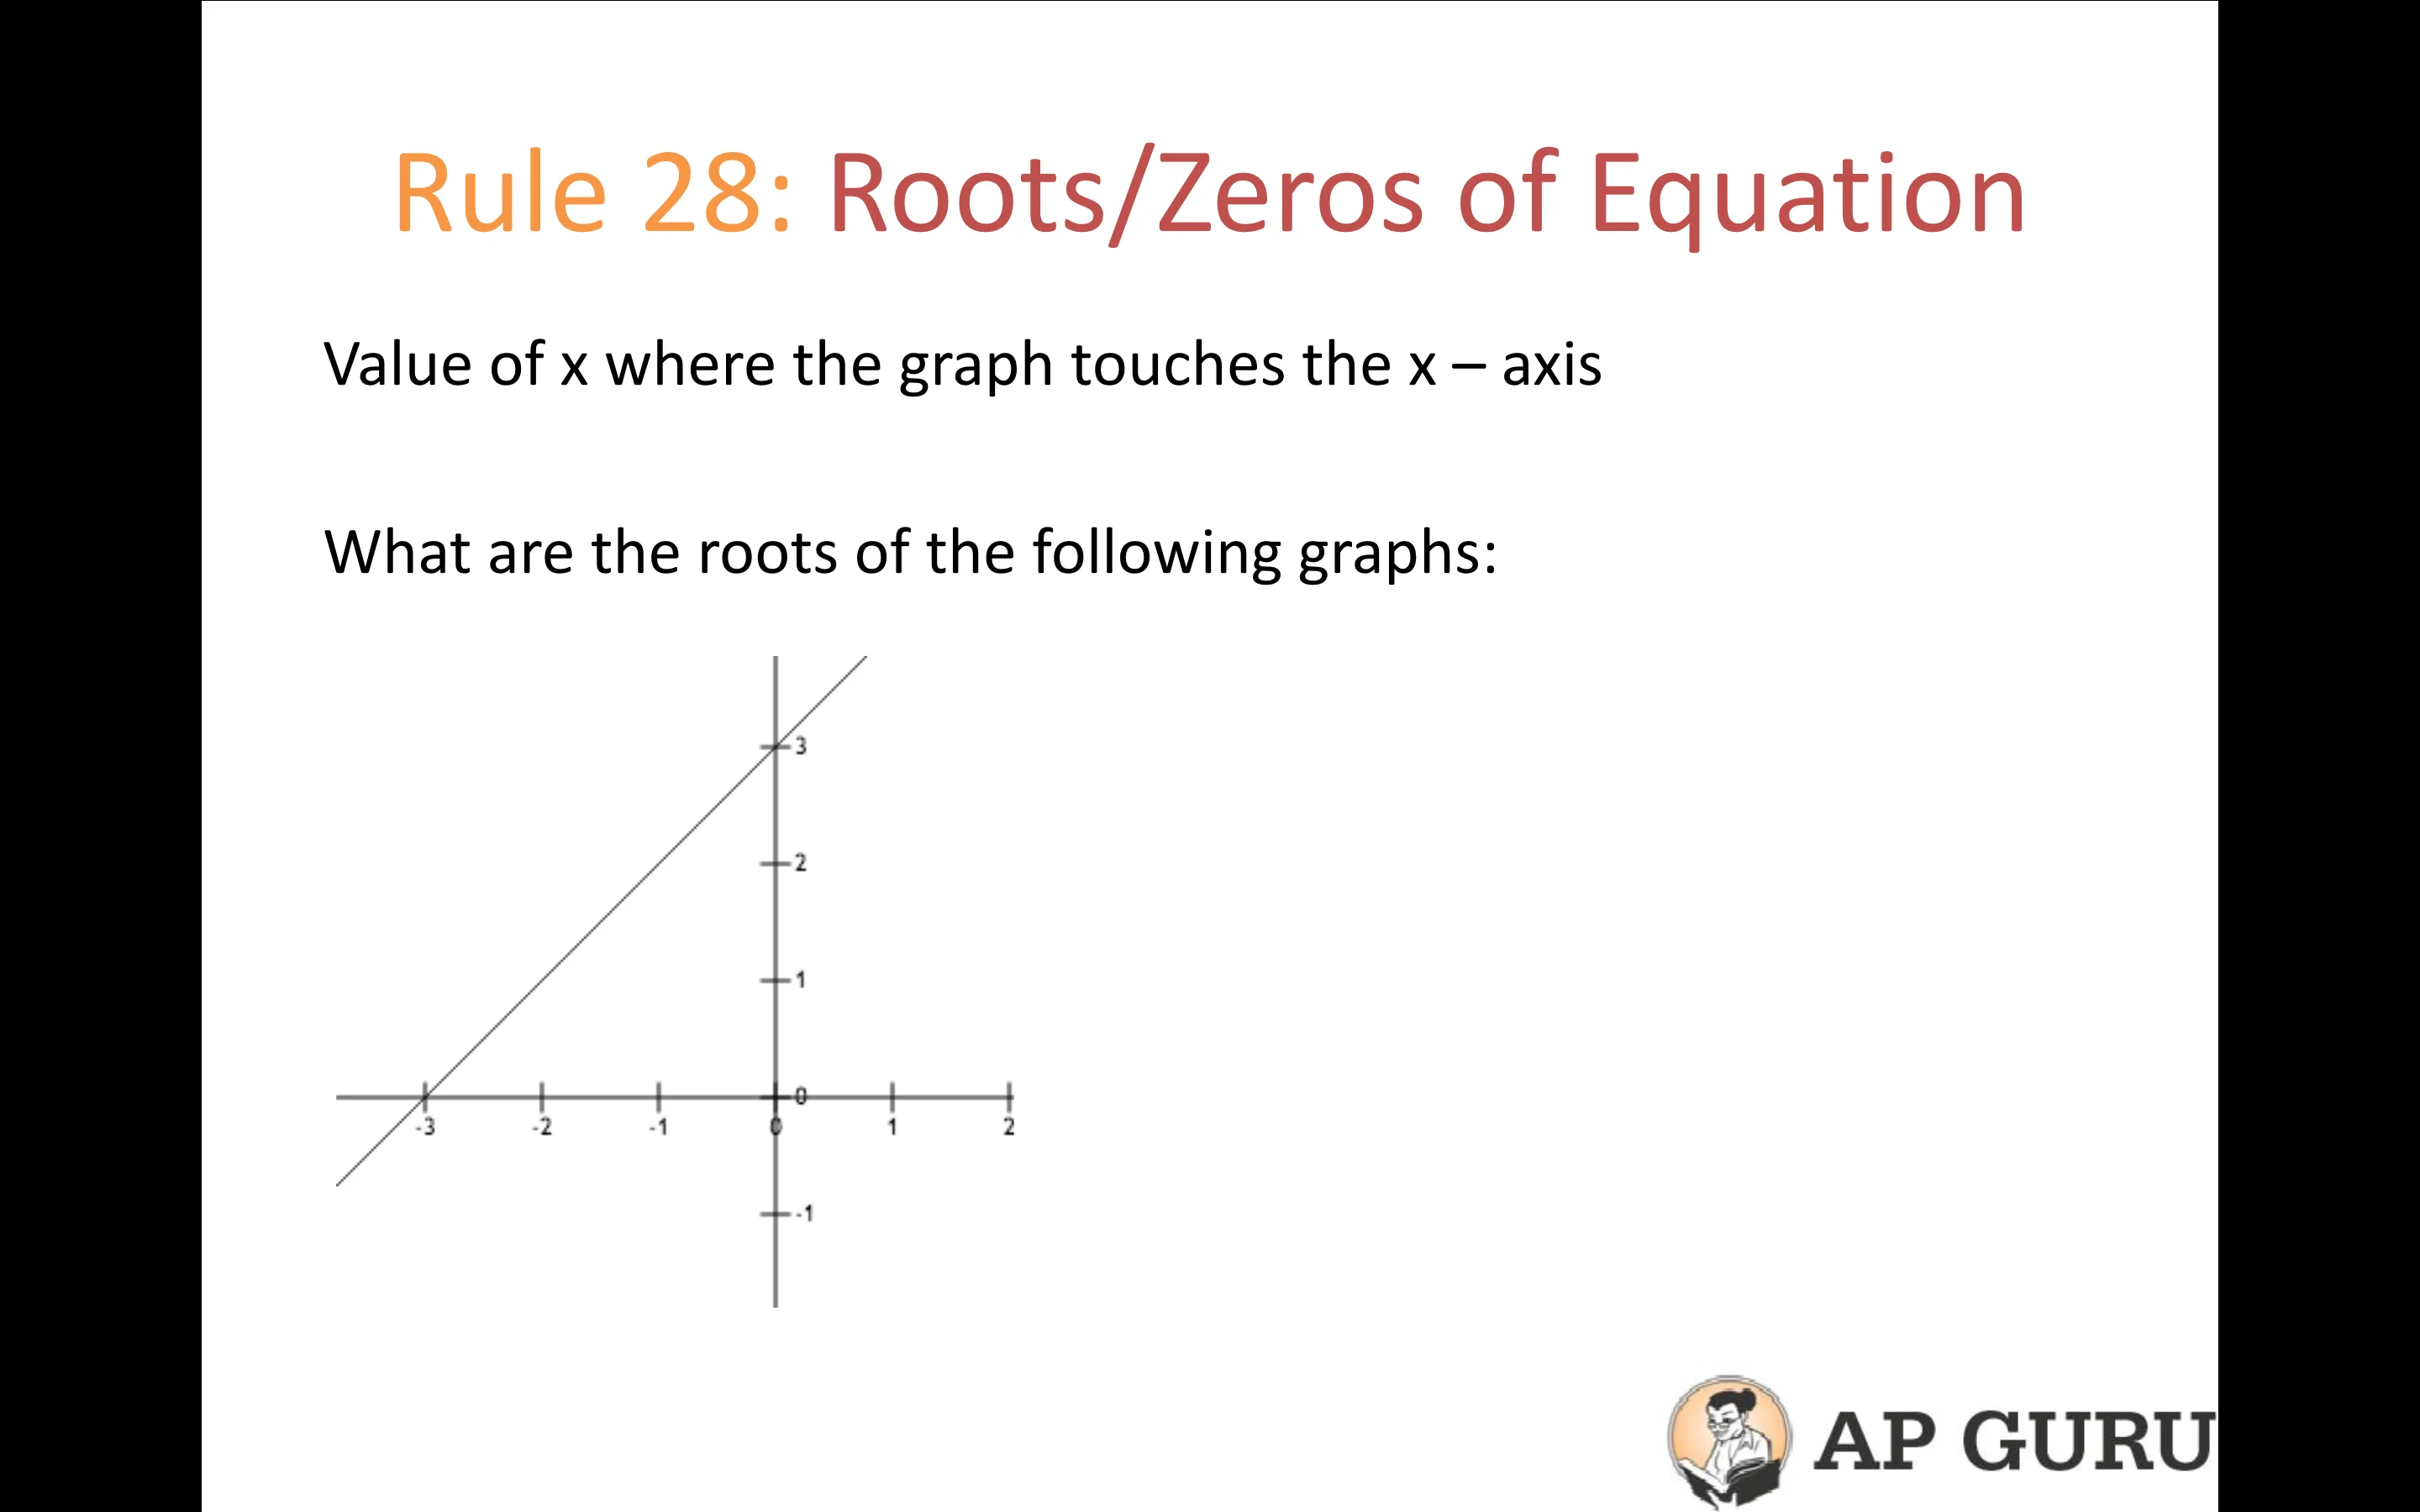 Rule 28: Roots/Zeros of Equation
Value of x where the graph touches the x – axis
What are the roots of the following graphs:
3
2
1
0
-3 -2 -1 0 1 2
-1
AP GURU